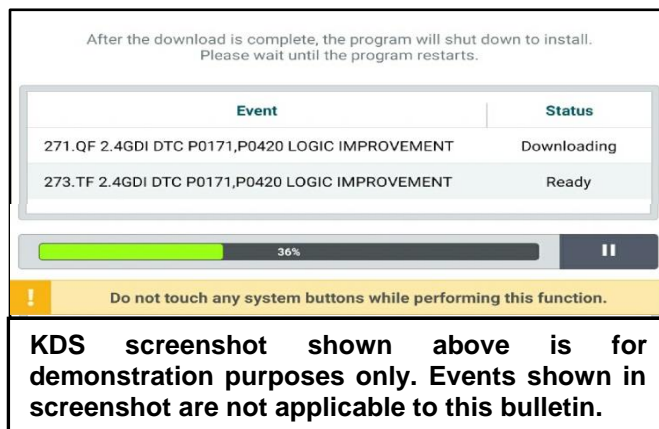 After the download is complete, the program will shut down to install.
Please wait until the program restarts.
Event Status
271.QF 2.4GDI DTC P0171,P0420 LOGIC IMPROVEMENT Downloading
273.TF 2.4GDI DTC P0171,P0420 LOGIC IMPROVEMENT Ready
36%
! Do not touch any system buttons while performing this function.
KDS screenshot shown above is for
demonstration purposes only. Events shown in
screenshot are not applicable to this bulletin.